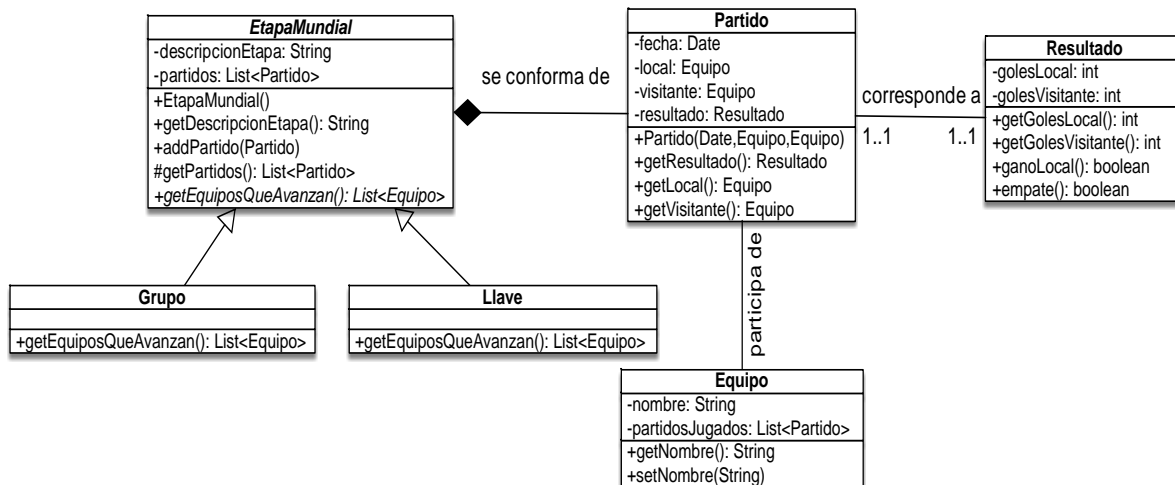 EtapaMundial
-descripcionEtapa: String
-partidos: List<Partido>
+EtapaMundial()
+getDescripcionEtapa(): String
+addPartido(Partido)
#getPartidos(): List<Partido>
+getEquiposQueAvanzan(): List<Equipo>
se conforma de
Partido
-fecha: Date
-local: Equipo
-visitante: Equipo
-resultado: Resultado
+Partido(Date,Equipo,Equipo)
+getResultado(): Resultado
+getLocal(): Equipo
+getVisitante(): Equipo
corresponde a
1..1
1..1
Resultado
-golesLocal: int
-golesVisitante: int
+getGolesLocal(): int
+getGolesVisitante(): int
+ganoLocal(): boolean
+empate(): boolean
Grupo
+getEquiposQueAvanzan(): List<Equipo>
Llave
+getEquiposQueAvanzan(): List<Equipo>
participa de
Equipo
-nombre: String
-partidosJugados: List<Partido>
+getNombre(): String
+setNombre(String)